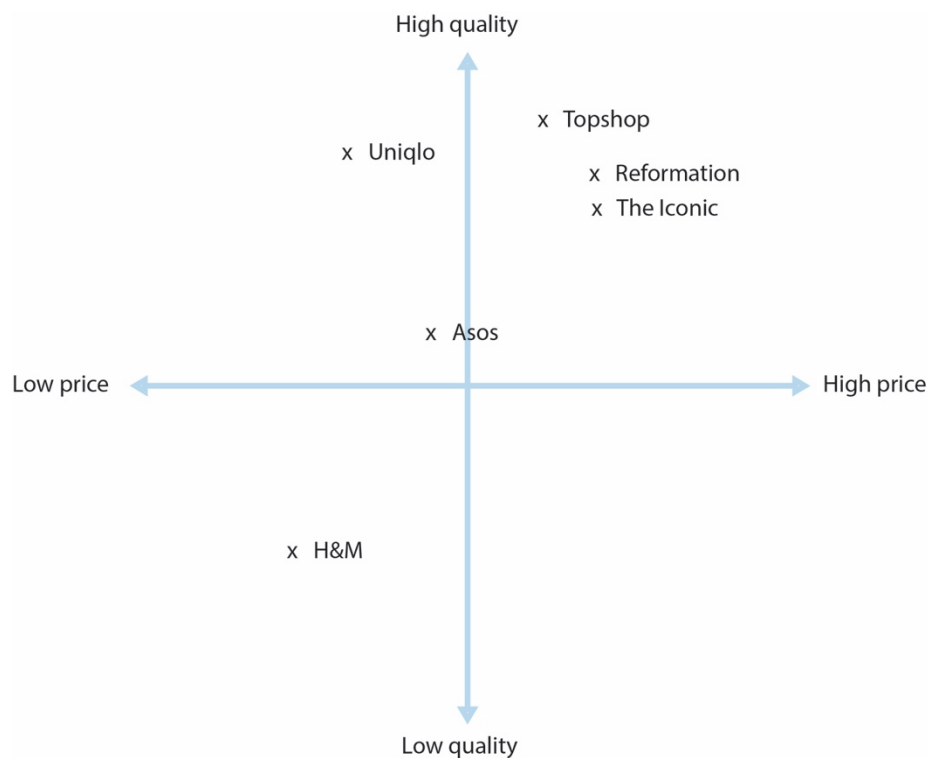 High quality
x Topshop
x Uniqlo
x Reformation
x The Iconic
x Asos
Low price
High price
x H&M
Low quality